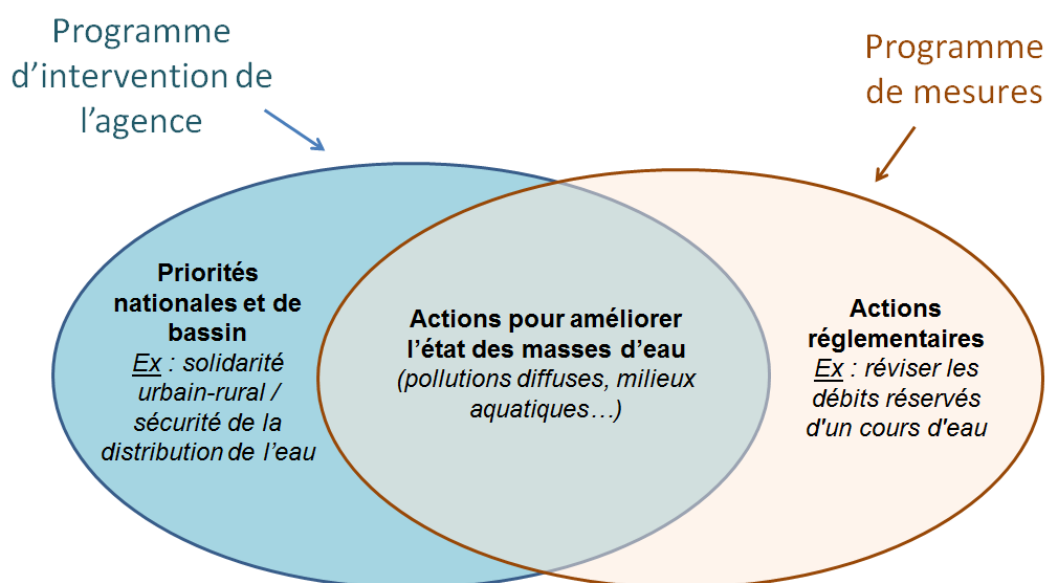 Programme
d’intervention de
l’agence
Programme
de mesures
Priorités
nationales et de
bassin
Ex : solidarité
urbain-rural /
sécurité de la
distribution de l’eau
Actions pour améliorer
l’état des masses d’eau
(pollutions diffuses, milieux
aquatiques…)
Actions
réglementaires
Ex : réviser les
débits réservés
d'un cours d'eau